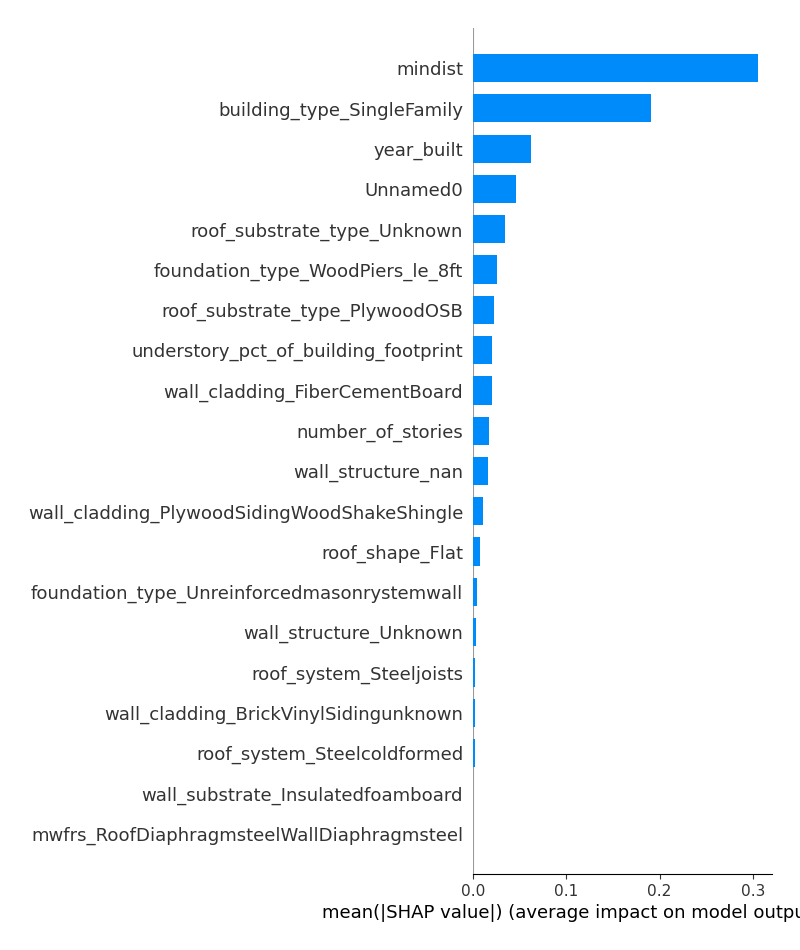 mindist
building_type_SingleFamily
year_built
Unnamed0
roof_substrate_type_Unknown
foundation_type_WoodPiers_le_8ft
roof_substrate_type_PlywoodOSB
understory_pct_of_building_footprint
wall_cladding_FiberCementBoard
number_of_stories
wall_structure_nan
wall_cladding_PlywoodSidingWoodShakeShingle
roof_shape_Flat
foundation_type_Unreinforcedmasonrystemwall
wall_structure_Unknown
roof_system_Steeljoists
wall_cladding_BrickVinylSidingunknown
roof_system_Steelcoldformed
wall_substrate_Insulatedfoamboard
mwfrs_RoofDiaphragmsteelWallDiaphragmsteel
0.0 0.1 0.2 0.3
mean(|SHAP value|) (average impact on model outpu